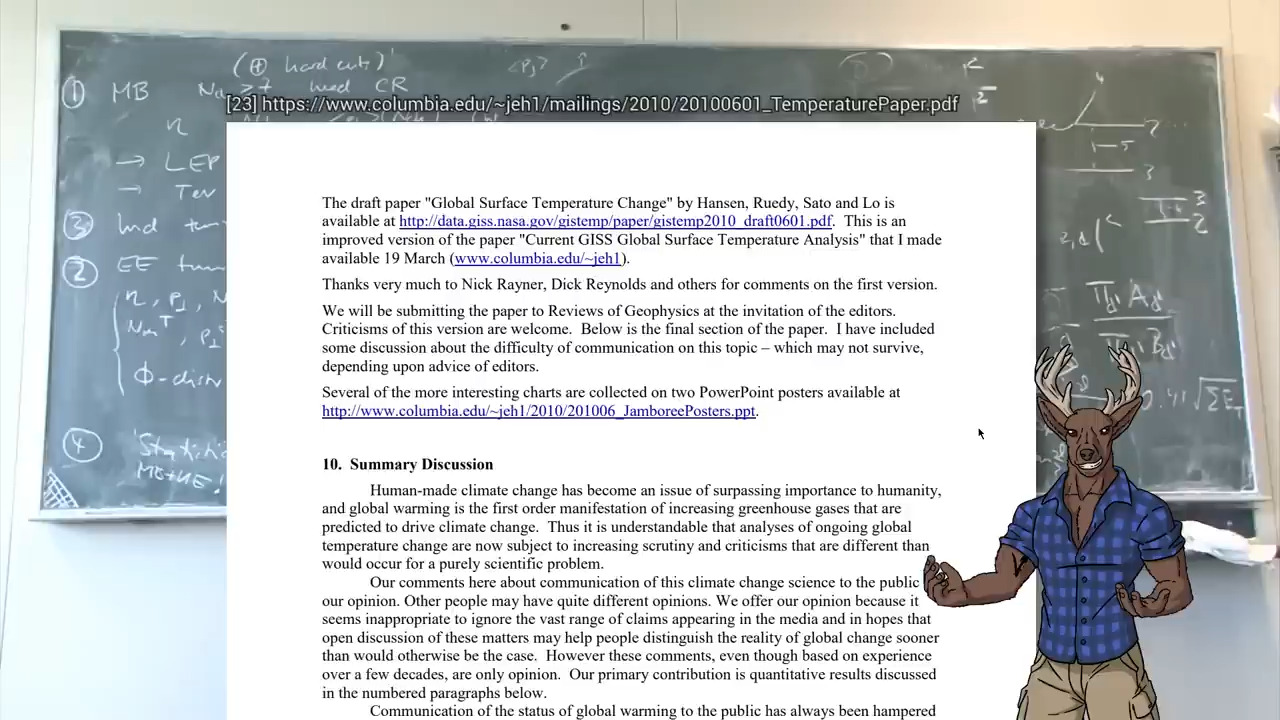 (⊕ hard cuts)
① MB
[23] https://www.columbia.edu/~jeh1/mailings/2010/20100601_TemperaturePaper.pdf
n
→ LEP
→ Tev
③
② EE
④
The draft paper "Global Surface Temperature Change" by Hansen, Ruedy, Sato and Lo is
available at http://data.giss.nasa.gov/gistemp/paper/gistemp2010_draft0601.pdf. This is an
improved version of the paper "Current GISS Global Surface Temperature Analysis" that I made
available 19 March (www.columbia.edu/~jeh1).
Thanks very much to Nick Rayner, Dick Reynolds and others for comments on the first version.
We will be submitting the paper to Reviews of Geophysics at the invitation of the editors.
Criticisms of this version are welcome. Below is the final section of the paper. I have included
some discussion about the difficulty of communication on this topic – which may not survive,
depending upon advice of editors.
Several of the more interesting charts are collected on two PowerPoint posters available at
http://www.columbia.edu/~jeh1/2010/201006_JamboreePosters.ppt.
10. Summary Discussion
Human-made climate change has become an issue of surpassing importance to humanity,
and global warming is the first order manifestation of increasing greenhouse gases that are
predicted to drive climate change. Thus it is understandable that analyses of ongoing global
temperature change are now subject to increasing scrutiny and criticisms that are different than
would occur for a purely scientific problem.
Our comments here about communication of this climate change science to the public
our opinion. Other people may have quite different opinions. We offer our opinion because it
seems inappropriate to ignore the vast range of claims appearing in the media and in hopes that
open discussion of these matters may help people distinguish the reality of global change sooner
than would otherwise be the case. However these comments, even though based on experience
over a few decades, are only opinion. Our primary contribution is quantitative results discussed
in the numbered paragraphs below.
Communication of the status of global warming to the public has always been hampered